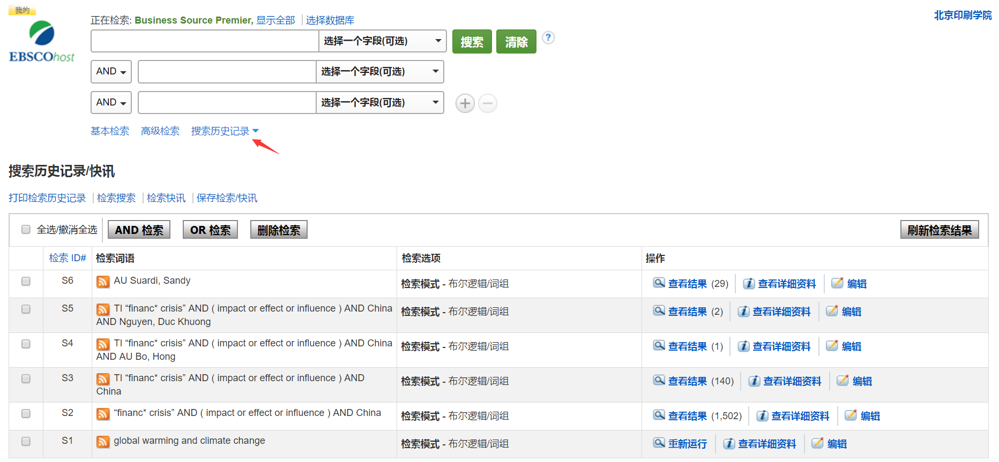 我的
EBSCOhost
正在检索: Business Source Premier, 显示全部 选择数据库
北京印刷学院
选择一个字段(可选) 搜索 清除 ?
AND 选择一个字段(可选)
AND 选择一个字段(可选)
基本检索 高级检索 搜索历史记录
搜索历史记录/快讯
打印检索历史记录 检索搜索 检索快讯 保存检索/快讯
全选/撤消全选 AND 检索 OR 检索 删除检索 刷新检索结果
检索 ID# 检索词语 检索选项 操作
S6 AU Suardi, Sandy 检索模式 - 布尔逻辑/词组 查看结果 (29) 查看详细资料 编辑
S5 TI “financ* crisis” AND ( impact or effect or influence ) AND China 检索模式 - 布尔逻辑/词组 查看结果 (2) 查看详细资料 编辑
AND Nguyen, Duc Khuong
S4 TI “financ* crisis” AND ( impact or effect or influence ) AND China 检索模式 - 布尔逻辑/词组 查看结果 (1) 查看详细资料 编辑
AND AU Bo, Hong
S3 TI “financ* crisis” AND ( impact or effect or influence ) AND 检索模式 - 布尔逻辑/词组 查看结果 (140) 查看详细资料 编辑
China
S2 “financ* crisis” AND ( impact or effect or influence ) AND China 检索模式 - 布尔逻辑/词组 查看结果 (1,502) 查看详细资料 编辑
S1 global warming and climate change 检索模式 - 布尔逻辑/词组 重新运行 查看详细资料 编辑